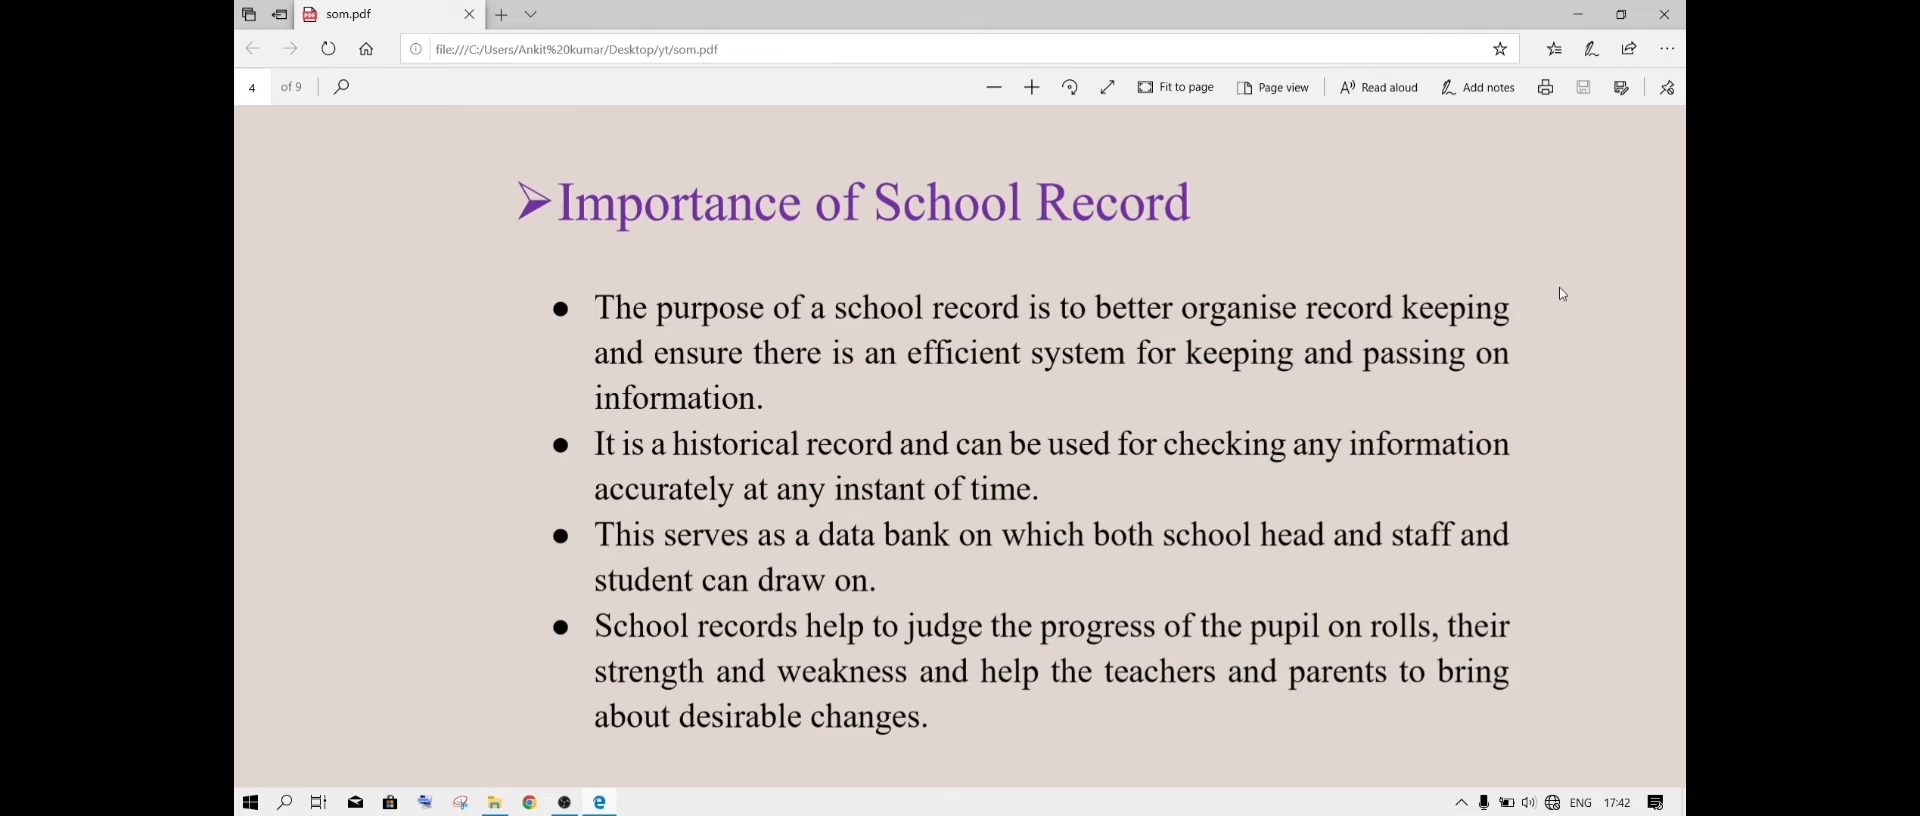 som.pdf
file:///C:/Users/Ankit%20kumar/Desktop/yt/som.pdf
4 of 9 Fit to page Page view Read aloud Add notes
➢Importance of School Record
● The purpose of a school record is to better organise record keeping
and ensure there is an efficient system for keeping and passing on
information.
● It is a historical record and can be used for checking any information
accurately at any instant of time.
● This serves as a data bank on which both school head and staff and
student can draw on.
● School records help to judge the progress of the pupil on rolls, their
strength and weakness and help the teachers and parents to bring
about desirable changes.
ENG 17:42